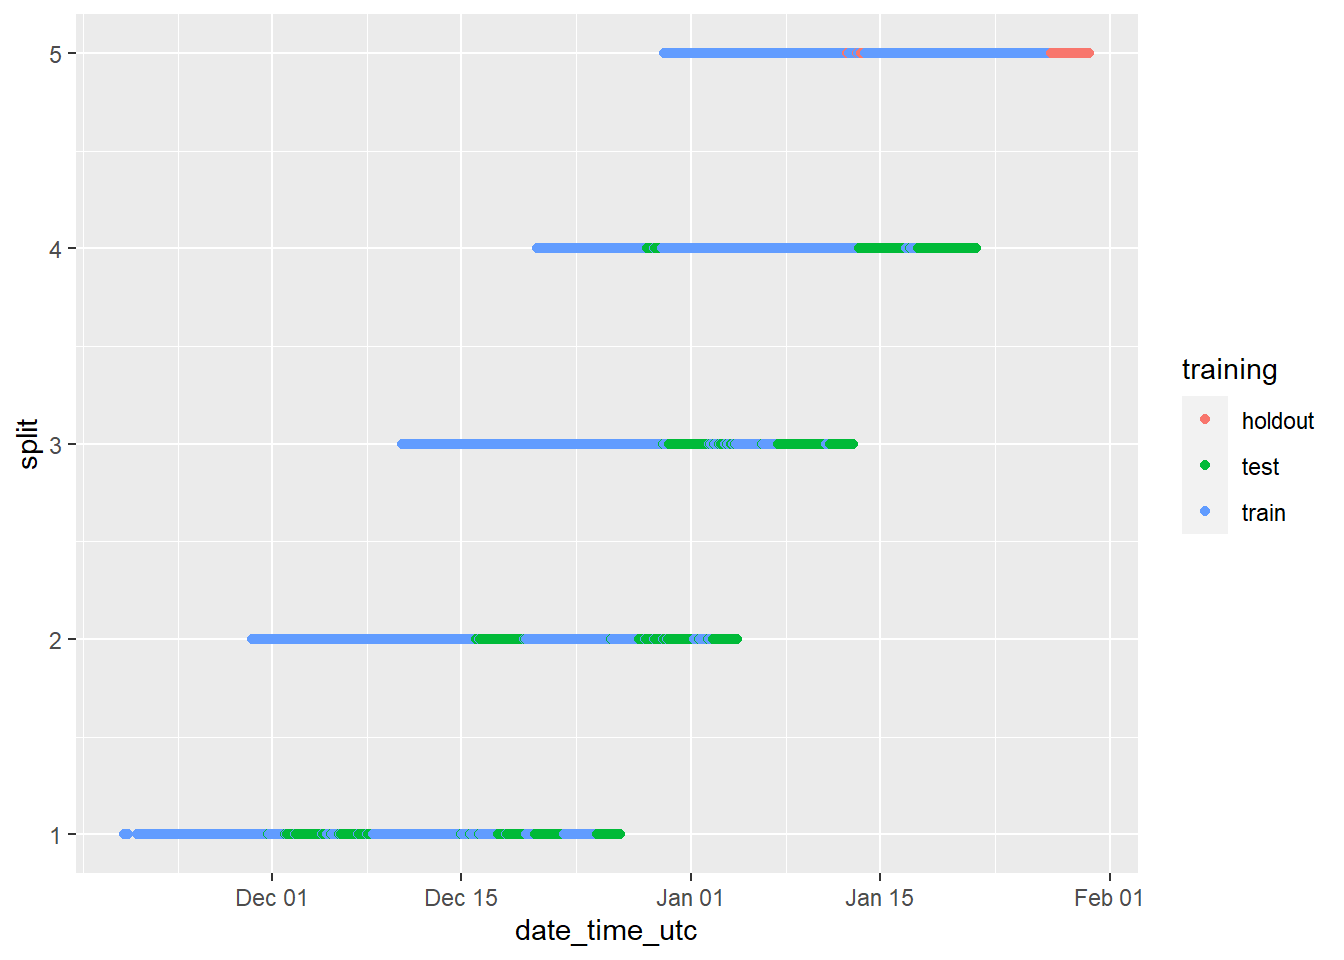 5
4
3
2
1
split
Dec 01
Dec 15
Jan 01
Jan 15
Feb 01
date_time_utc
training
holdout
test
train